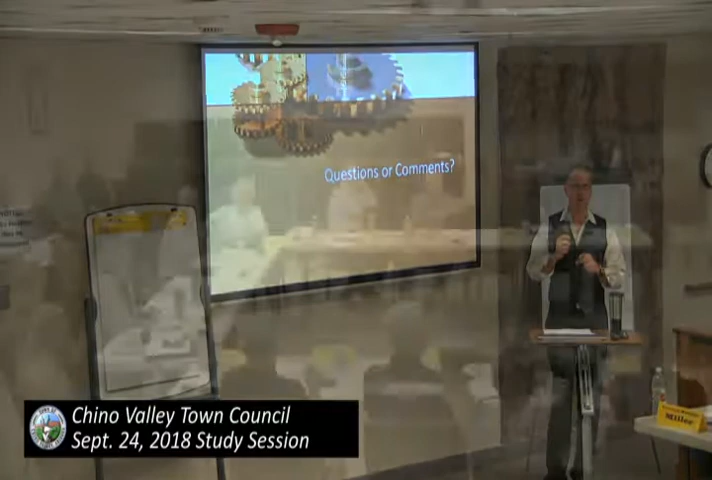 Questions or Comments?
Chino Valley Town Council
Sept. 24, 2018 Study Session
Miller